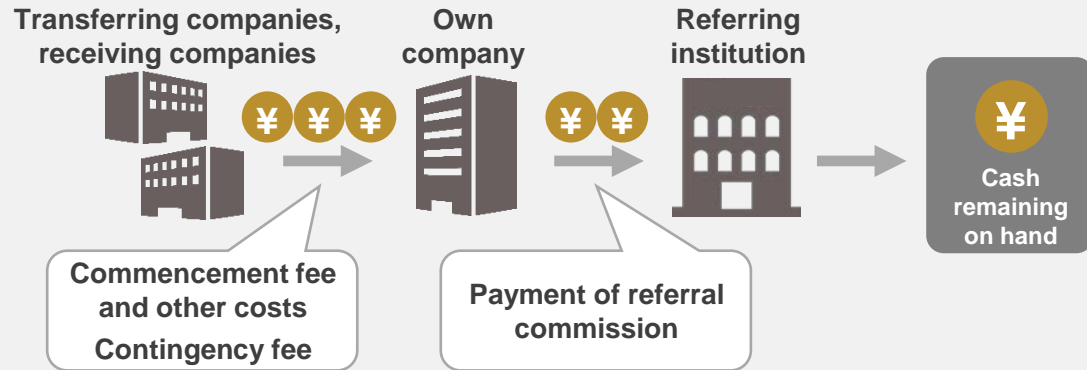 Transferring companies,
receiving companies
Own
company
Referring
institution
¥ ¥ ¥
¥ ¥
¥
Cash
remaining
on hand
Commencement fee
and other costs
Contingency fee
Payment of referral
commission